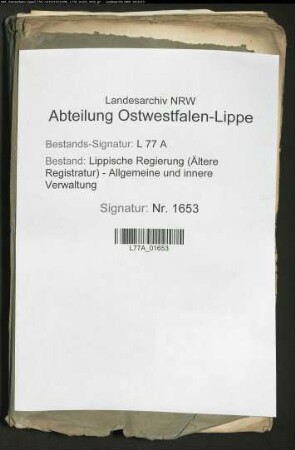 Landesarchiv NRW
Abteilung Ostwestfalen-Lippe
Bestands-Signatur: L 77 A
Bestand: Lippische Regierung (Ältere
Registratur) - Allgemeine und innere
Verwaltung
Signatur: Nr. 1653
L77A_01653